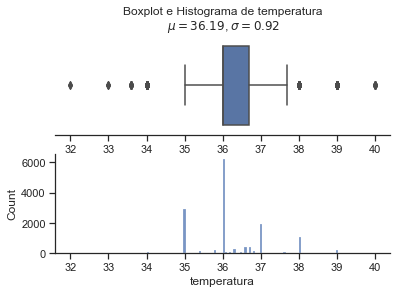 Boxplot e Histograma de temperatura
μ = 36.19, σ = 0.92
32 33 34 35 36 37 38 39 40
6000
4000
2000
0
Count
32 33 34 35 36 37 38 39 40
temperatura